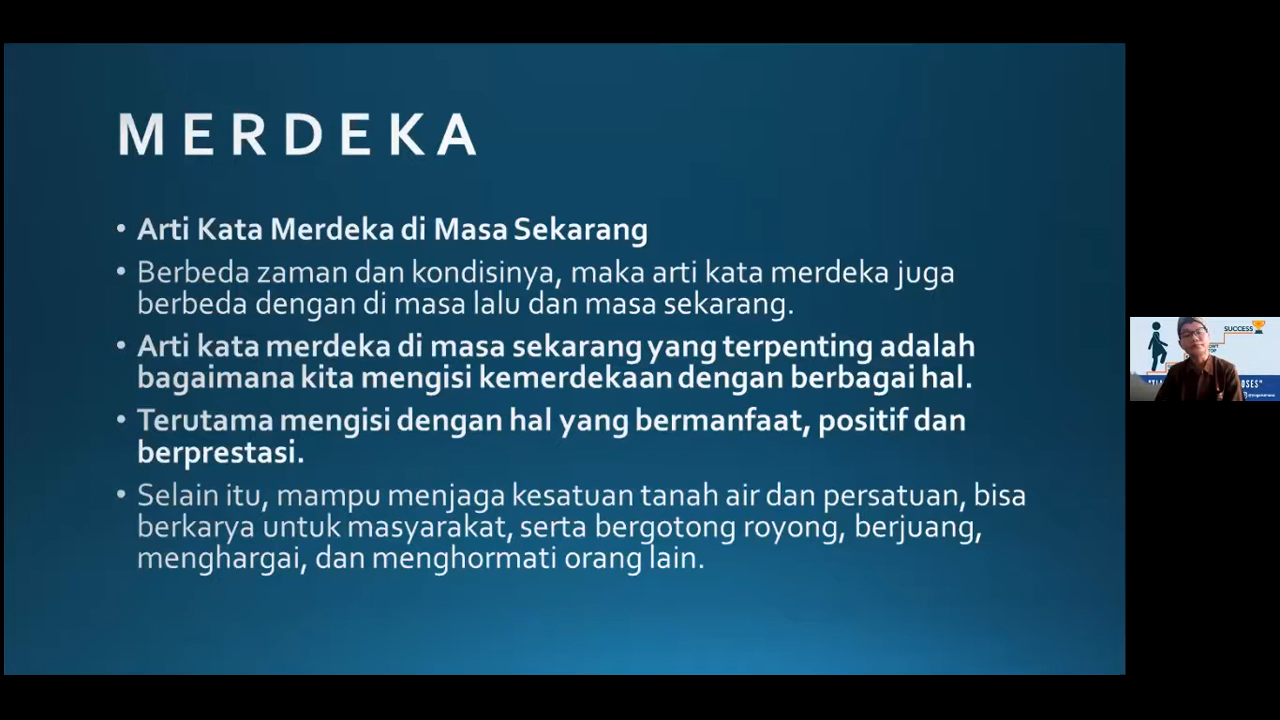 MERDEKA
• Arti Kata Merdeka di Masa Sekarang
• Berbeda zaman dan kondisinya, maka arti kata merdeka juga
berbeda dengan di masa lalu dan masa sekarang.
• Arti kata merdeka di masa sekarang yang terpenting adalah
bagaimana kita mengisi kemerdekaan dengan berbagai hal.
• Terutama mengisi dengan hal yang bermanfaat, positif dan
berprestasi.
• Selain itu, mampu menjaga kesatuan tanah air dan persatuan, bisa
berkarya untuk masyarakat, serta bergotong royong, berjuang,
menghargai, dan menghormati orang lain.
SUCCESS